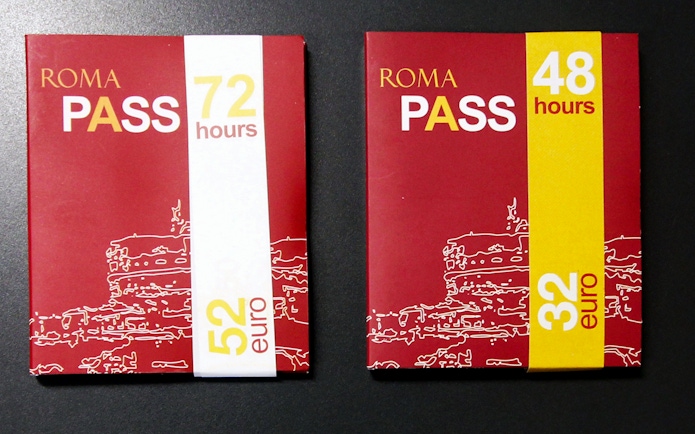 ROMA
PASS
72
hours
52
euro
ROMA
PASS
48
hours
32
euro